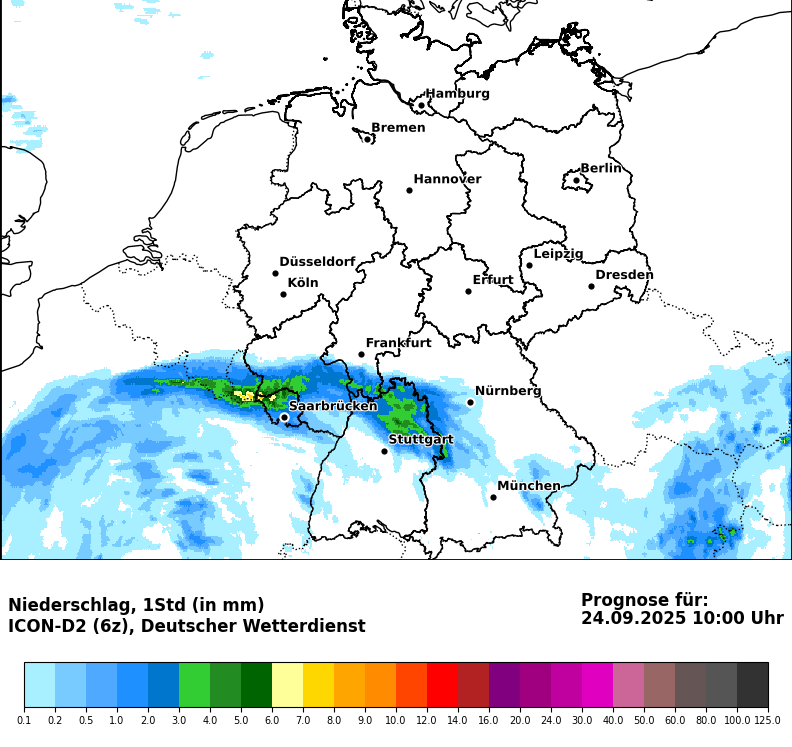 Hamburg
Bremen
Berlin
Hannover
Leipzig
Düsseldorf
Dresden
Köln
Erfurt
Frankfurt
Nürnberg
Saarbrücken
Stuttgart
München
Niederschlag, 1Std (in mm)
ICON-D2 (6z), Deutscher Wetterdienst
Prognose für:
24.09.2025 10:00 Uhr
0.1 0.2 0.5 1.0 2.0 3.0 4.0 5.0 6.0 7.0 8.0 9.0 10.0 12.0 14.0 16.0 20.0 24.0 30.0 40.0 50.0 60.0 80.0 100.0 125.0